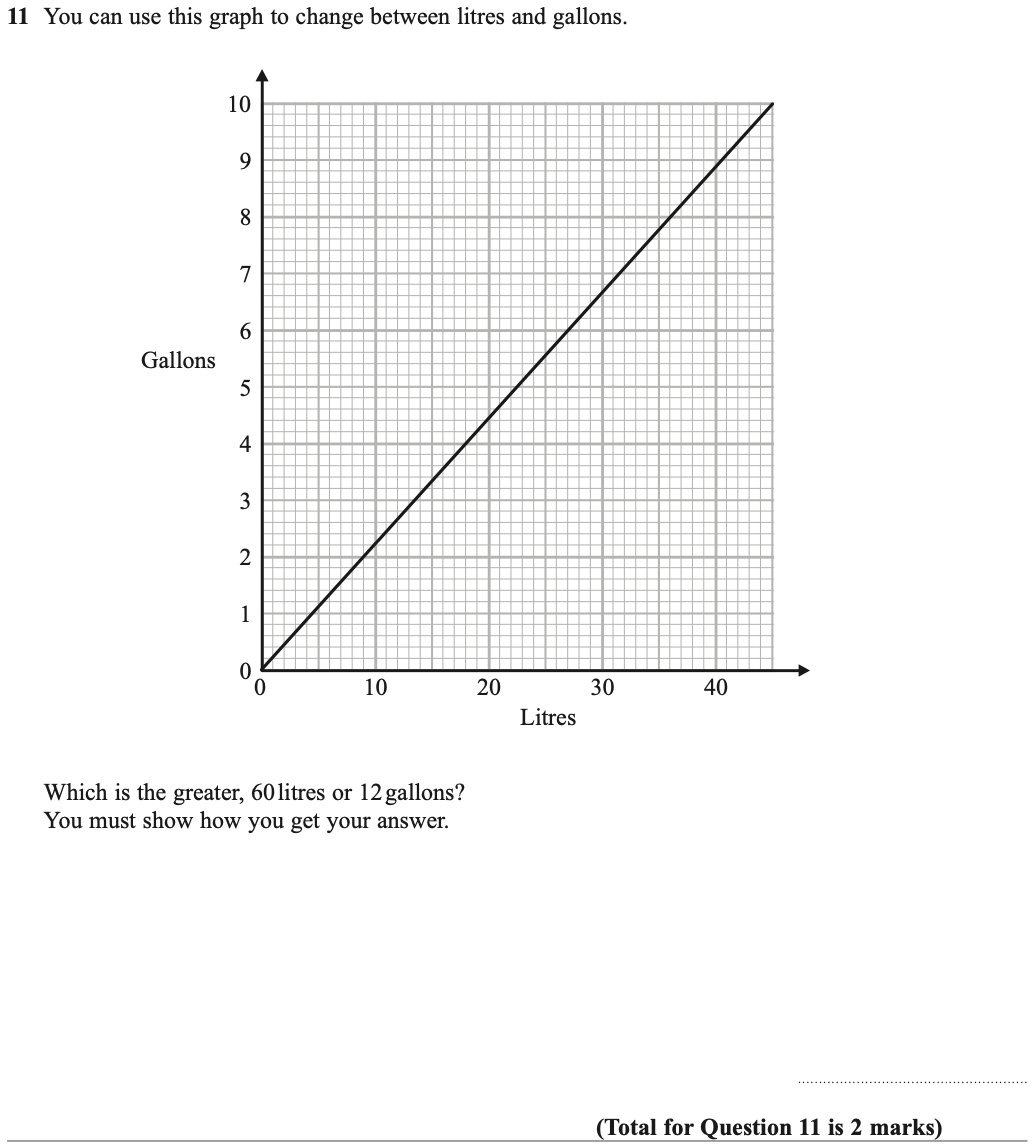 11 You can use this graph to change between litres and gallons.
10
9
8
7
6
Gallons
5
4
3
2
1
0
0 10 20 30 40
Litres
Which is the greater, 60 litres or 12 gallons?
You must show how you get your answer.
(Total for Question 11 is 2 marks)